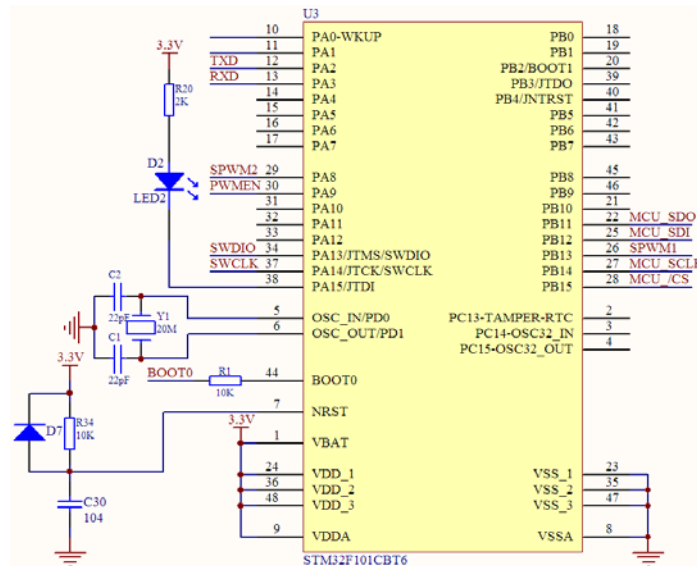 U3
10 PA0-WKUP PB0 18
11 PA1 PB1 19
TXD 12 PA2 PB2/BOOT1 20
RXD 13 PA3 PB3/JTDO 39
14 PA4 PB4/JNTRST 40
15 PA5 PB5 41
16 PA6 PB6 42
17 PA7 PB7 43
3.3V
R20
2K
D2
LED2
SPWM2 29 PA8 PB8 45
PWMEN 30 PA9 PB9 46
31 PA10 PB10 21
32 PA11 PB11 22 MCU_SDO
33 PA12 PB12 25 MCU_SDI
SWDIO 34 PA13/JTMS/SWDIO PB13 26 SPWM1
SWCLK 37 PA14/JTCK/SWCLK PB14 27 MCU_SCLK
38 PA15/JTDI PB15 28 MCU_/CS
C2
22pF
Y1
20M
C1
22pF
5 OSC_IN/PD0 PC13-TAMPER-RTC 2
6 OSC_OUT/PD1 PC14-OSC32_IN 3
PC15-OSC32_OUT 4
BOOT0 R1 44 BOOT0
10K
3.3V
D7
R34
10K
C30
104
7 NRST
3.3V
1 VBAT
24 VDD_1 VSS_1 23
36 VDD_2 VSS_2 35
48 VDD_3 VSS_3 47
9 VDDA VSSA 8
STM32F101CBT6